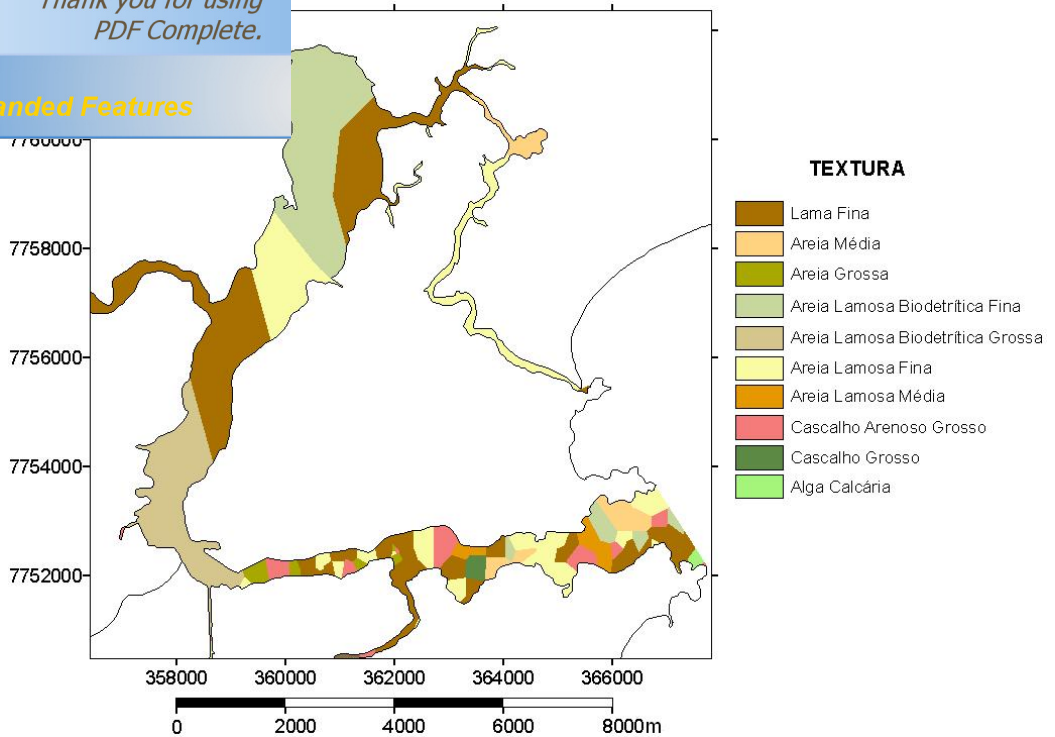 Thank you for using
PDF Complete.
anded Features
7760000
7758000
7756000
7754000
7752000
358000 360000 362000 364000 366000
0 2000 4000 6000 8000m
TEXTURA
Lama Fina
Areia Média
Areia Grossa
Areia Lamosa Biodetrítica Fina
Areia Lamosa Biodetrítica Grossa
Areia Lamosa Fina
Areia Lamosa Média
Cascalho Arenoso Grosso
Cascalho Grosso
Alga Calcária